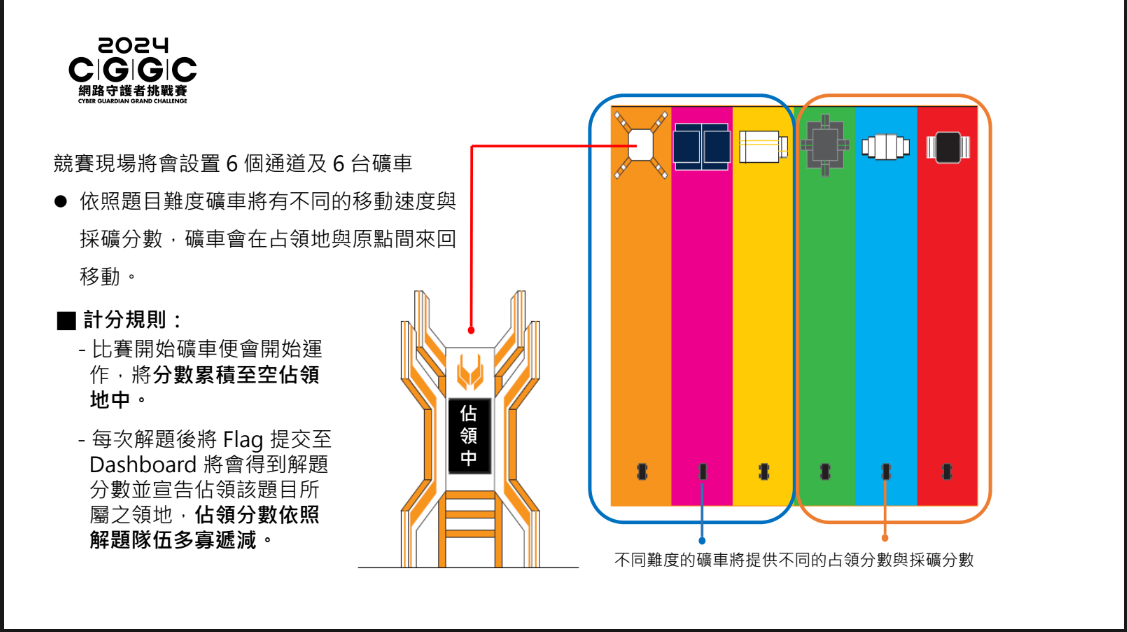 2024
CGGC
網路守護者挑戰賽
CYBER GUARDIAN GRAND CHALLENGE
競賽現場將會設置 6 個通道及 6 台礦車
● 依照題目難度礦車將有不同的移動速度與
採礦分數，礦車會在占領地與原點間來回
移動。
■ 計分規則：
- 比賽開始礦車便會開始運
作，將分數累積至空佔領
地中。
- 每次解題後將 Flag 提交至
Dashboard 將會得到解題
分數並宣告佔領該題目所
屬之領地，佔領分數依照
解題隊伍多寡遞減。
佔
領
中
不同難度的礦車將提供不同的占領分數與採礦分數